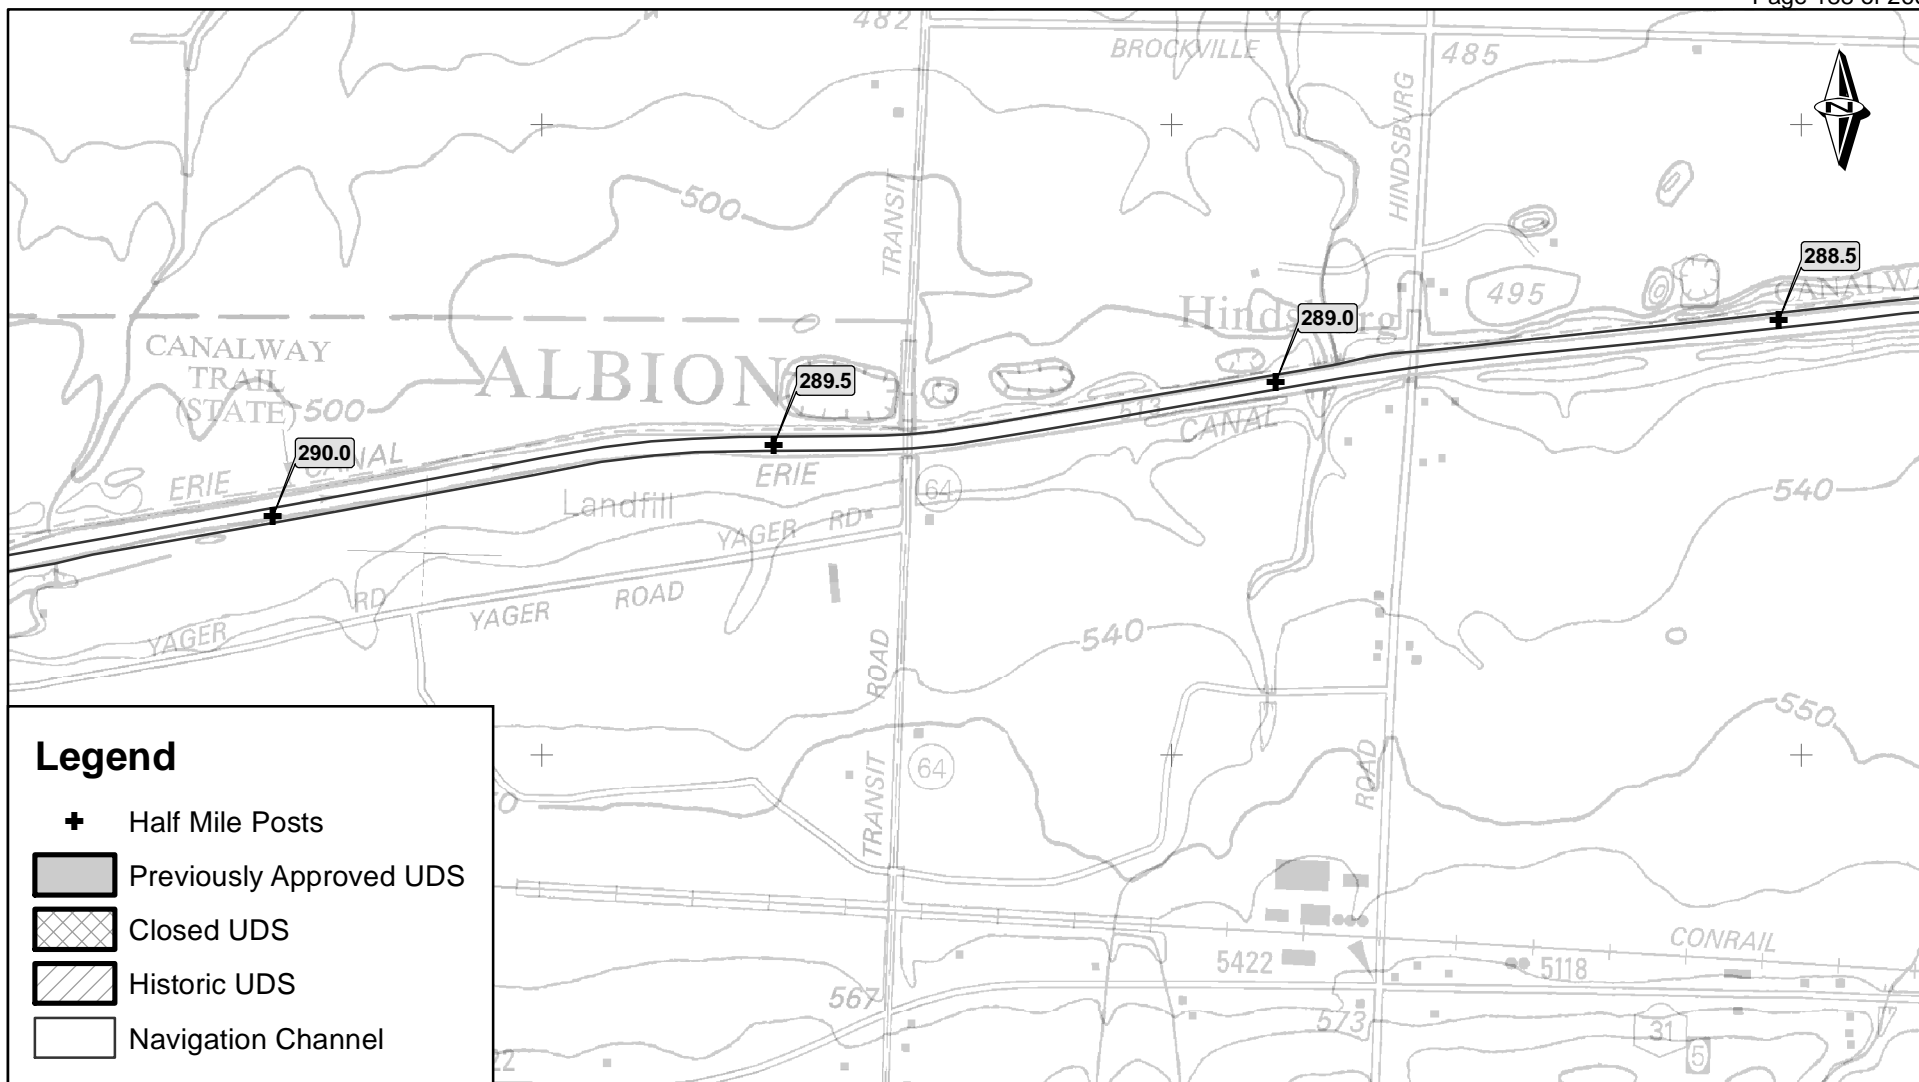 482
BROCKVILLE
485
HINDSBURG
N
500
TRANSIT
288.5
CANALWA
495
Hindsburg
289.0
CANALWAY
TRAIL
(STATE)
500
ALBION
289.5
513
CANAL
290.0
ERIE
CANAL
ERIE
Landfill
64
540
YAGER
RD
RD
YAGER
ROAD
YAGER
540
ROAD
550
64
TRANSIT
ROAD
Legend
Half Mile Posts
Previously Approved UDS
Closed UDS
Historic UDS
Navigation Channel
CONRAIL
5422
5118
567
573
31
5